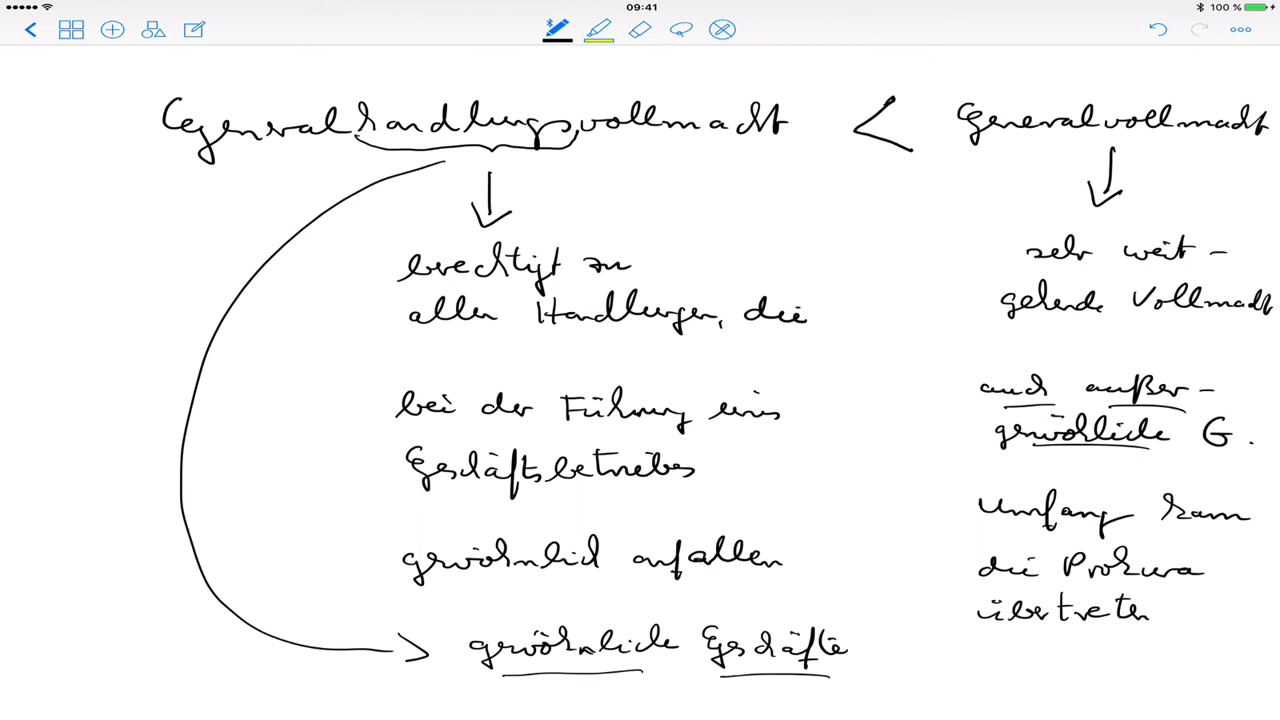 09:41
100 %
Generalhandlungsvollmacht < Generalvollmacht
berechtigt zu
allen Handlungen, die
bei der Führung eines
Geschäftsbetriebes
gewöhnlich anfallen
gewöhnliche Geschäfte
sehr weit-
gehende Vollmacht
auch außer-
gewöhnliche G.
Umfang kann
die Prokura
übertreten